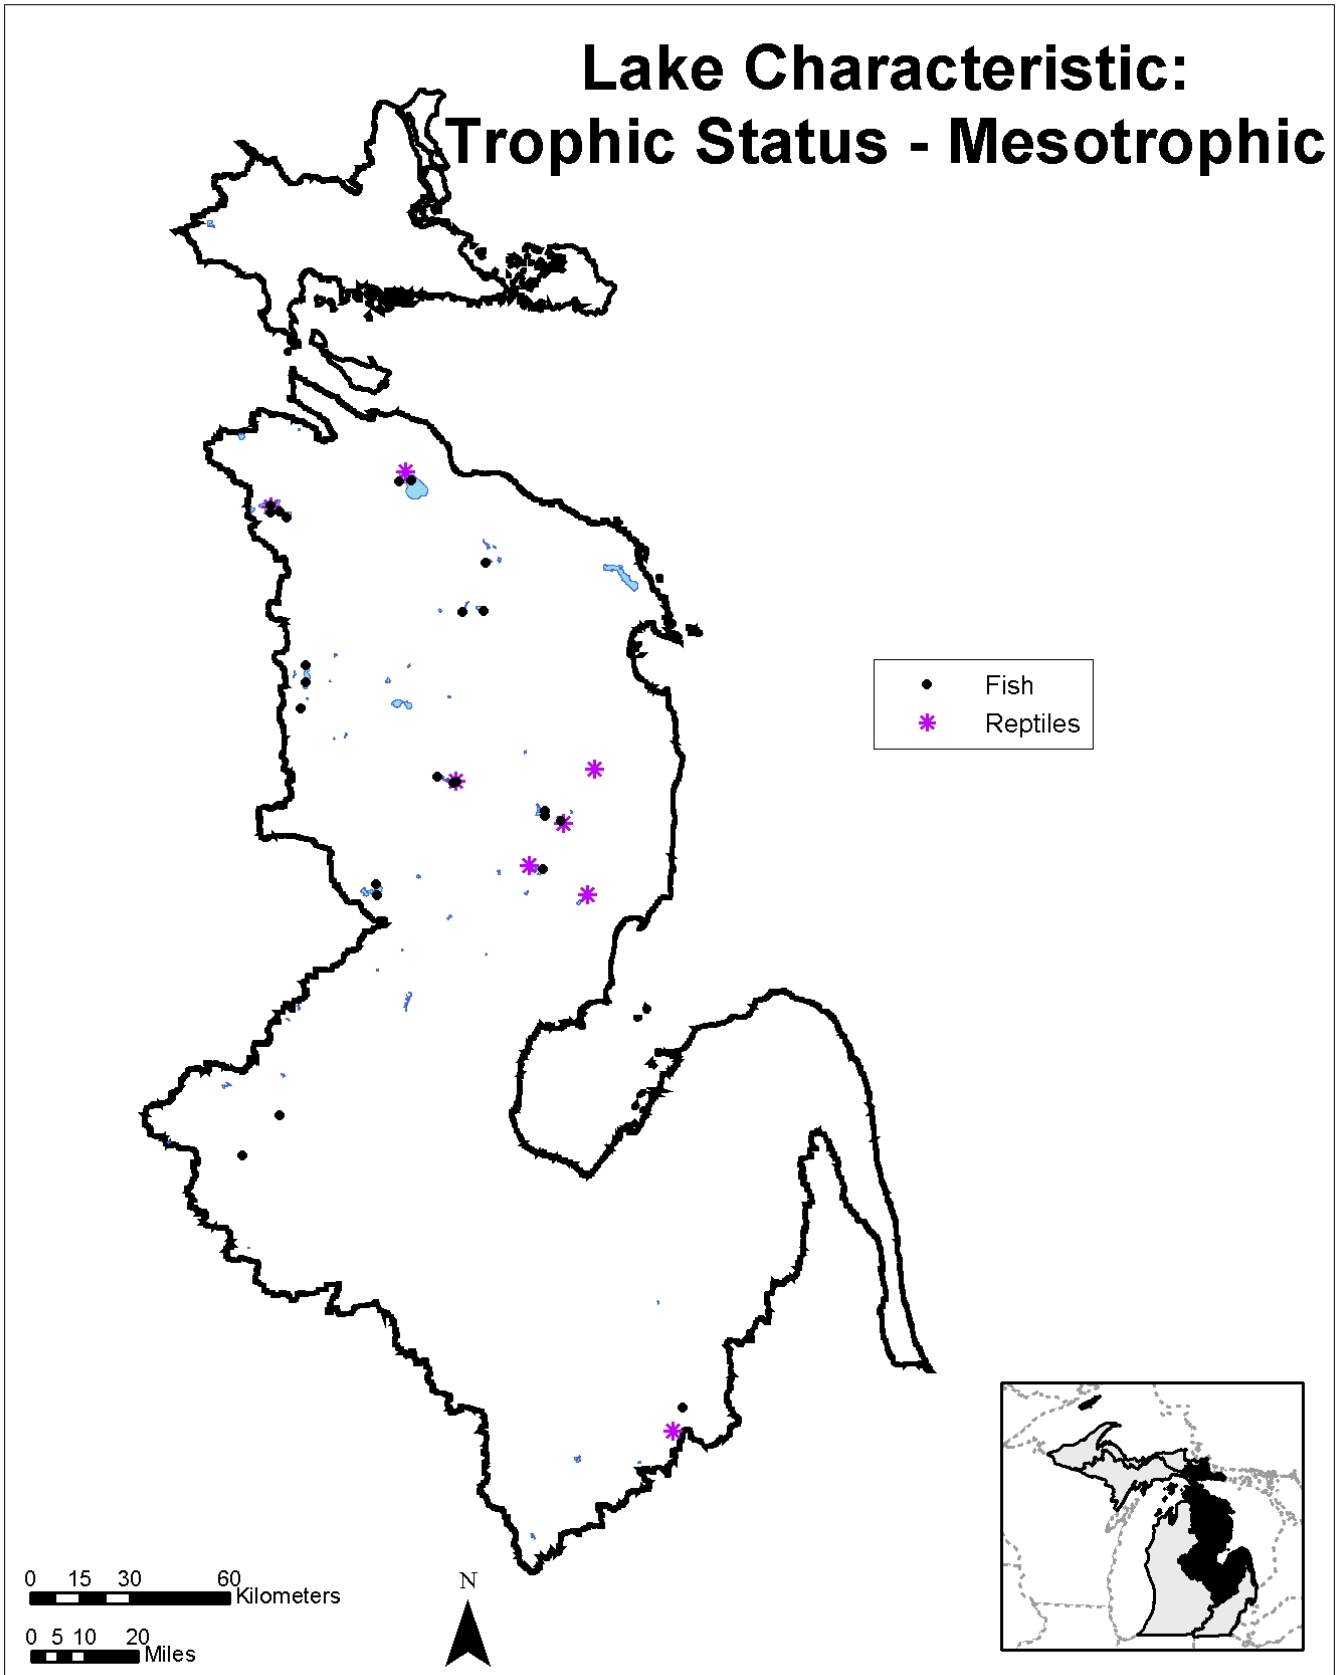 Lake Characteristic:
Trophic Status - Mesotrophic
Fish
Reptiles
0 15 30 60
Kilometers
0 5 10 20
Miles
N